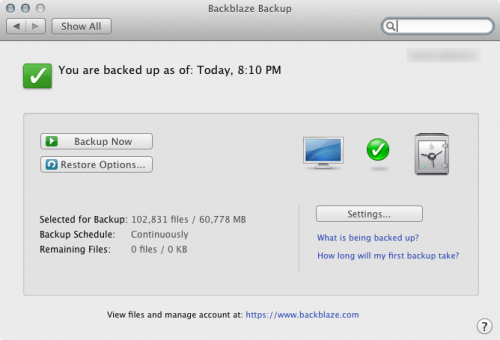 Backblaze Backup
Show All
You are backed up as of: Today, 8:10 PM
Backup Now
Restore Options...
Selected for Backup: 102,831 files / 60,778 MB
Backup Schedule: Continuously
Remaining Files: 0 files / 0 KB
Settings...
What is being backed up?
How long will my first backup take?
View files and manage account at: https://www.backblaze.com
?